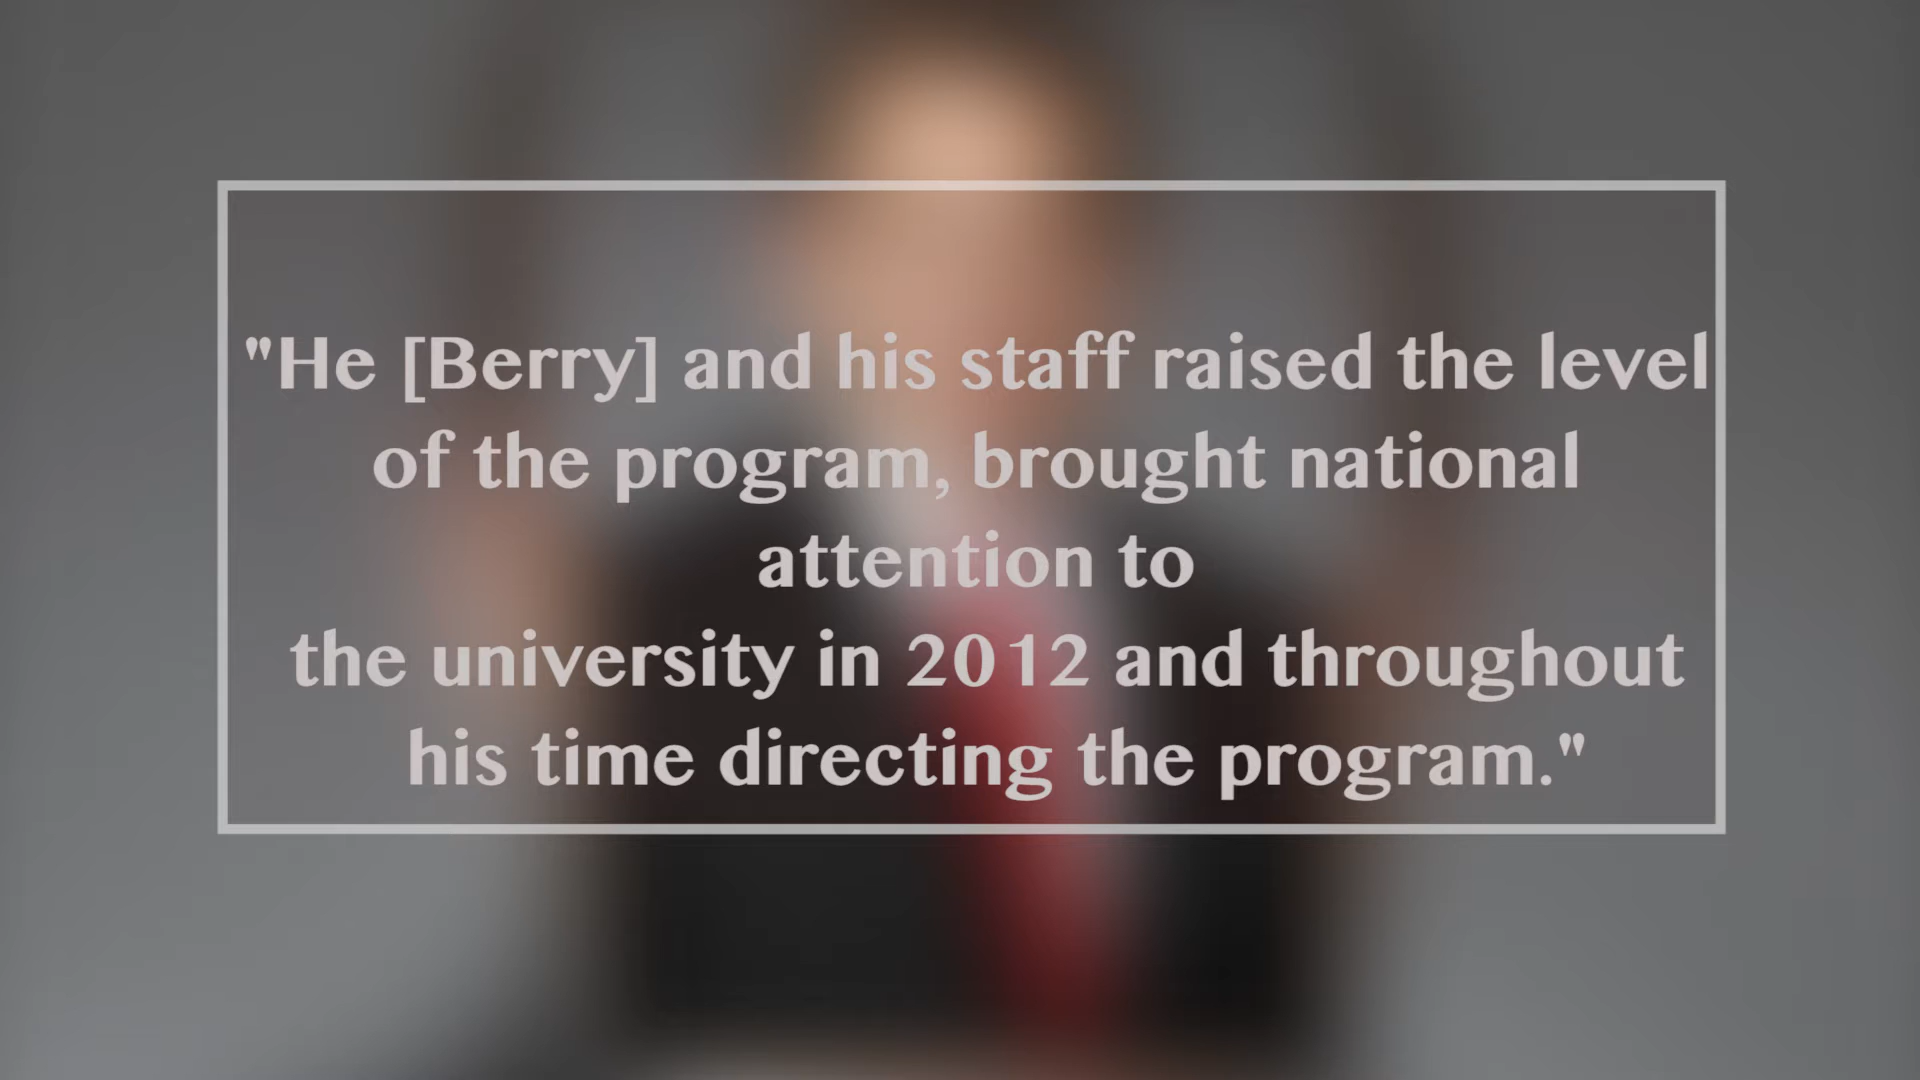 "He [Berry] and his staff raised the level
of the program, brought national
attention to
the university in 2012 and throughout
his time directing the program."